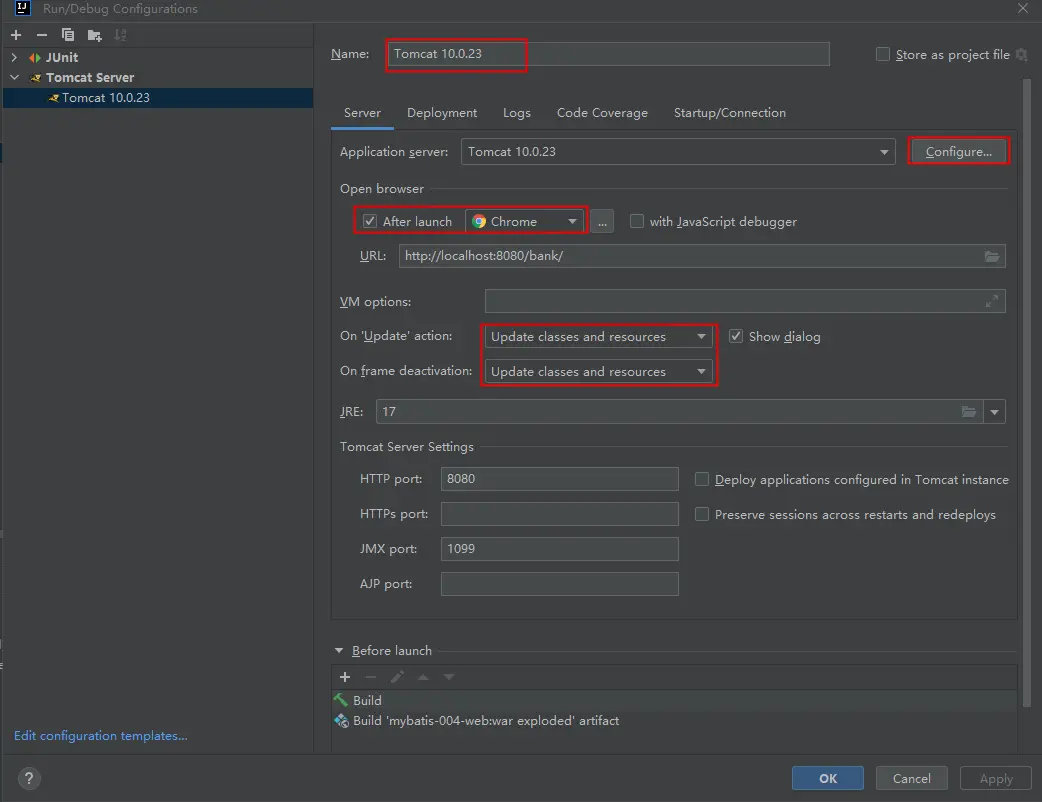 IJ Run/Debug Configurations
JUnit
Tomcat Server
Tomcat 10.0.23
Name: Tomcat 10.0.23 Store as project file
Server Deployment Logs Code Coverage Startup/Connection
Application server: Tomcat 10.0.23 Configure...
Open browser
After launch Chrome ... with JavaScript debugger
URL: http://localhost:8080/bank/
VM options:
On 'Update' action: Update classes and resources Show dialog
On frame deactivation: Update classes and resources
JRE: 17
Tomcat Server Settings
HTTP port: 8080 Deploy applications configured in Tomcat instance
HTTPs port: Preserve sessions across restarts and redeploys
JMX port: 1099
AJP port:
Before launch
Build
Build 'mybatis-004-web:war exploded' artifact
Edit configuration templates...
? OK Cancel Apply